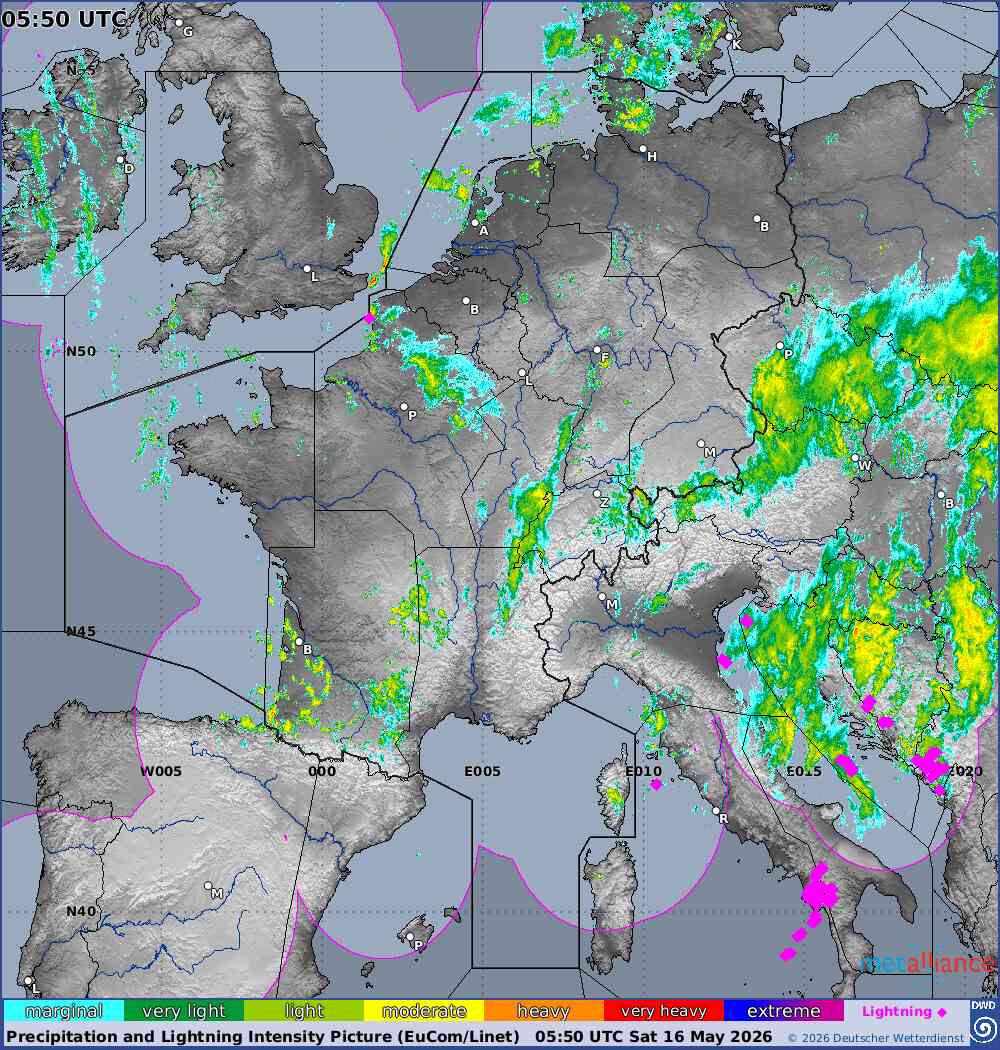 05:50 UTC
G
K
N55
D
H
A
B
L
B
N50
F
P
L
P
M
W
Z
B
M
N45
B
W005
000
E005
E010
E015
E020
R
M
N40
P
L
metalliance
marginal very light light moderate heavy very heavy extreme Lightning
DWD
Precipitation and Lightning Intensity Picture (EuCom/Linet) 05:50 UTC Sat 16 May 2026 © 2026 Deutscher Wetterdienst